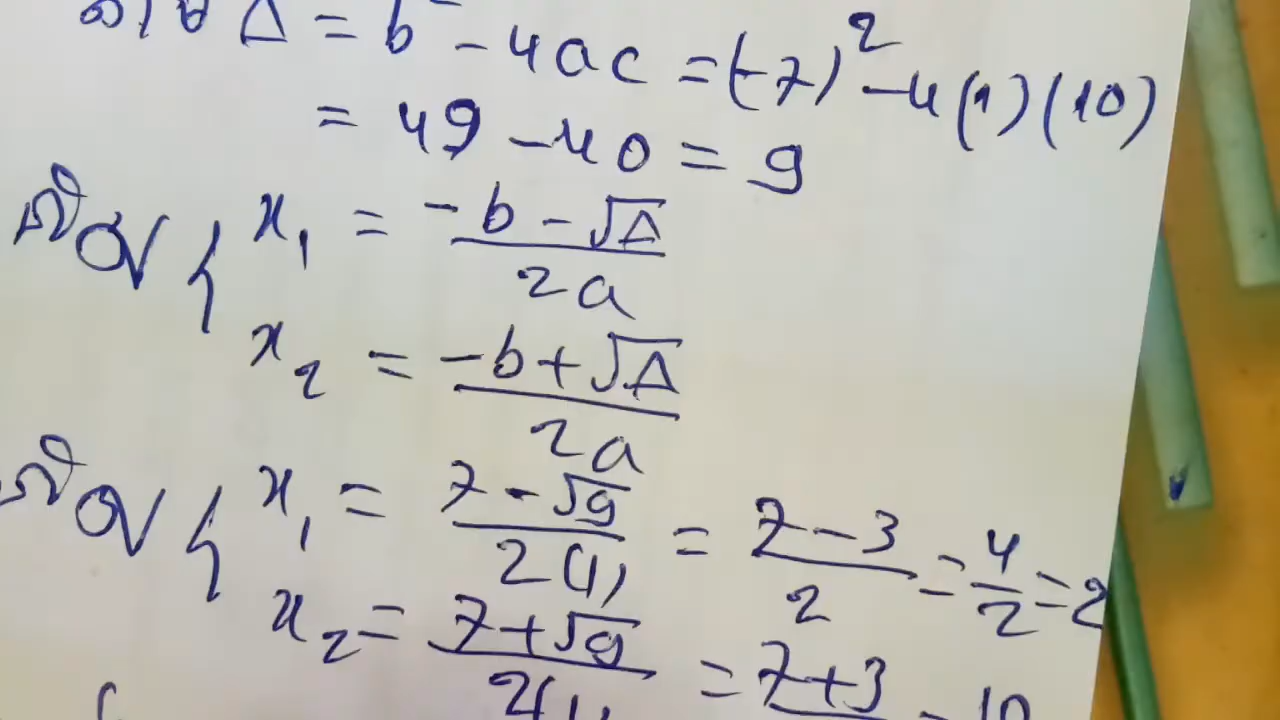 Δ = b² - 4ac = (-7)² - 4(1)(10)
= 49 - 40 = 9
{ x₁ = (-b - √Δ)/2a
x₂ = (-b + √Δ)/2a
{ x₁ = (7 - √9)/2(1) = (7 - 3)/2 = 4/2 = 2
x₂ = (7 + √9)/2(1 = 7 + 3 = 10